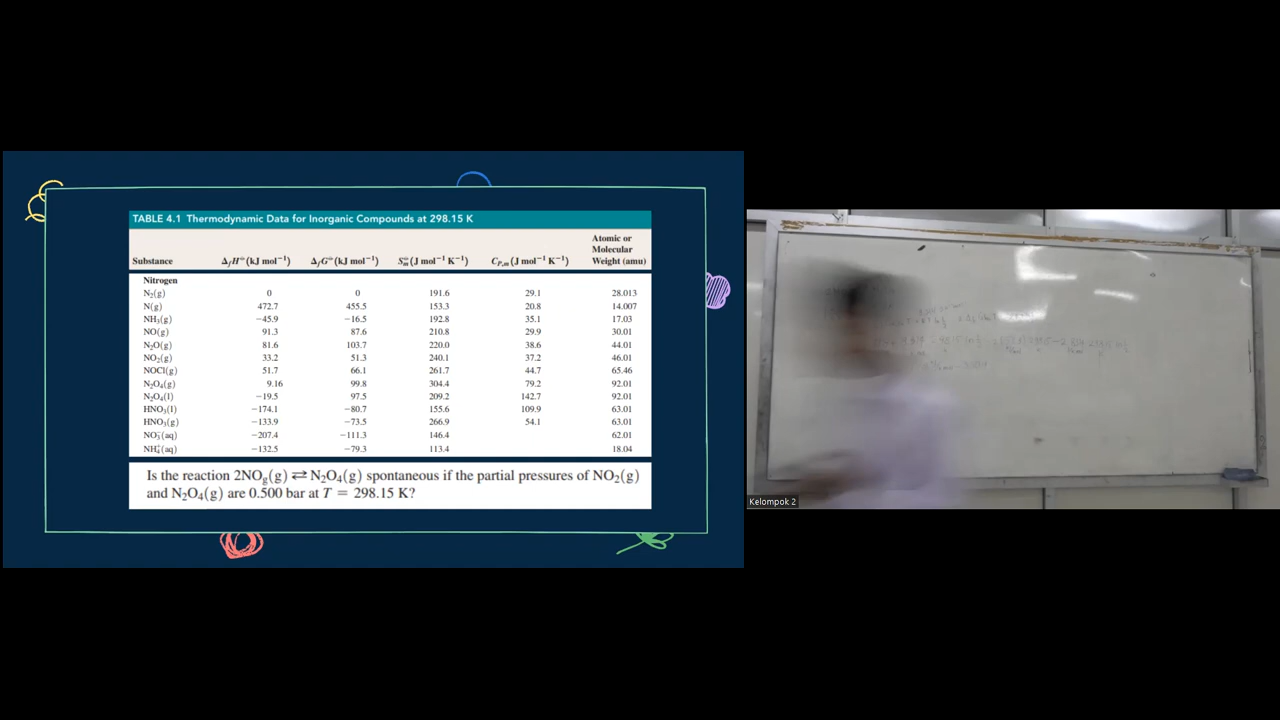 TABLE 4.1 Thermodynamic Data for Inorganic Compounds at 298.15 K
Substance ΔfH°(kJ mol⁻¹) ΔfG°(kJ mol⁻¹) S°m(J mol⁻¹ K⁻¹) CP,m(J mol⁻¹ K⁻¹) Atomic or Molecular Weight (amu)
Nitrogen
N₂(g) 0 0 191.6 29.1 28.013
N(g) 472.7 455.5 153.3 20.8 14.007
NH₃(g) −45.9 −16.5 192.8 35.1 17.03
NO(g) 91.3 87.6 210.8 29.9 30.01
N₂O(g) 81.6 103.7 220.0 38.6 44.01
NO₂(g) 33.2 51.3 240.1 37.2 46.01
NOCl(g) 51.7 66.1 261.7 44.7 65.46
N₂O₄(g) 9.16 99.8 304.4 79.2 92.01
N₂O₄(l) −19.5 97.5 209.2 142.7 92.01
HNO₃(l) −174.1 −80.7 155.6 109.9 63.01
HNO₃(g) −133.9 −73.5 266.9 54.1 63.01
NO₃⁻(aq) −207.4 −111.3 146.4 62.01
NH₄⁺(aq) −132.5 −79.3 113.4 18.04
Is the reaction 2NOg(g) ⇄ N₂O₄(g) spontaneous if the partial pressures of NO₂(g)
and N₂O₄(g) are 0.500 bar at T = 298.15 K?
Kelompok 2